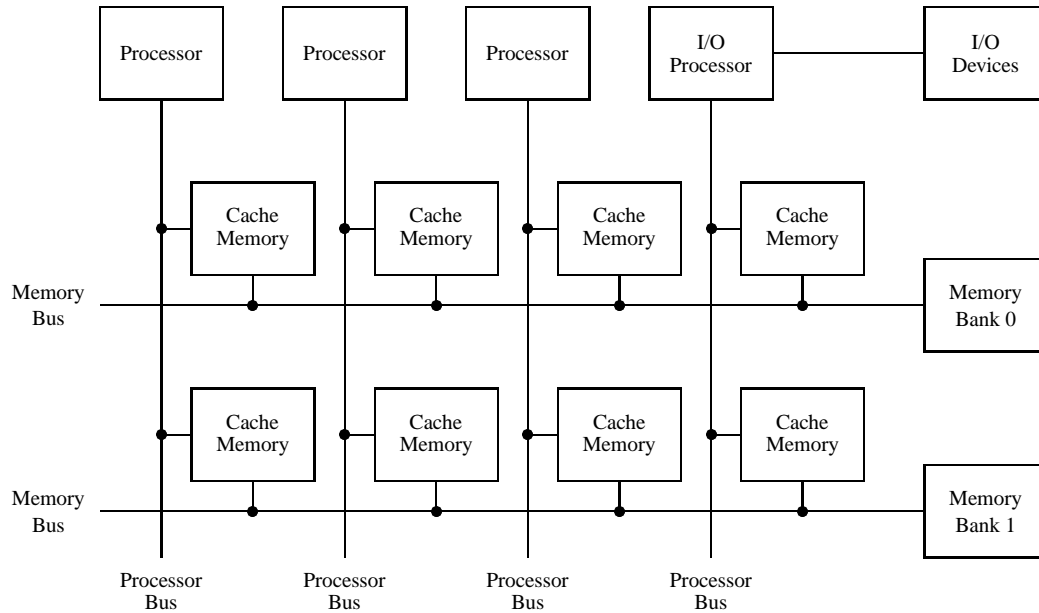 Processor
Processor
Processor
I/O
Processor
I/O
Devices
Cache
Memory
Cache
Memory
Cache
Memory
Cache
Memory
Memory
Bus
Memory
Bank 0
Cache
Memory
Cache
Memory
Cache
Memory
Cache
Memory
Memory
Bus
Memory
Bank 1
Processor
Bus
Processor
Bus
Processor
Bus
Processor
Bus